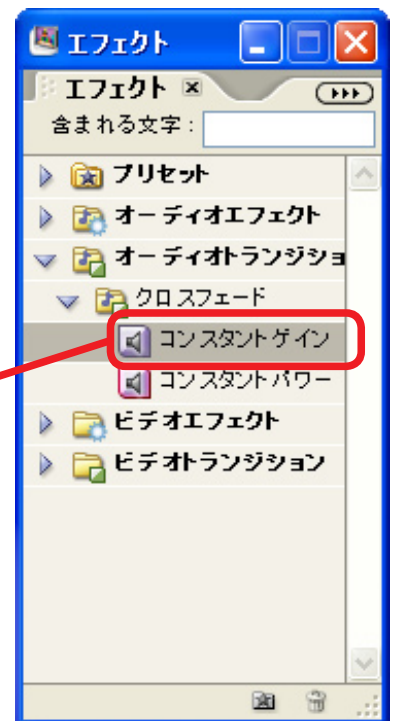 エフェクト
エフェクト
含まれる文字：
プリセット
オーディオエフェクト
オーディオトランジショ
クロスフェード
コンスタントゲイン
コンスタントパワー
ビデオエフェクト
ビデオトランジション